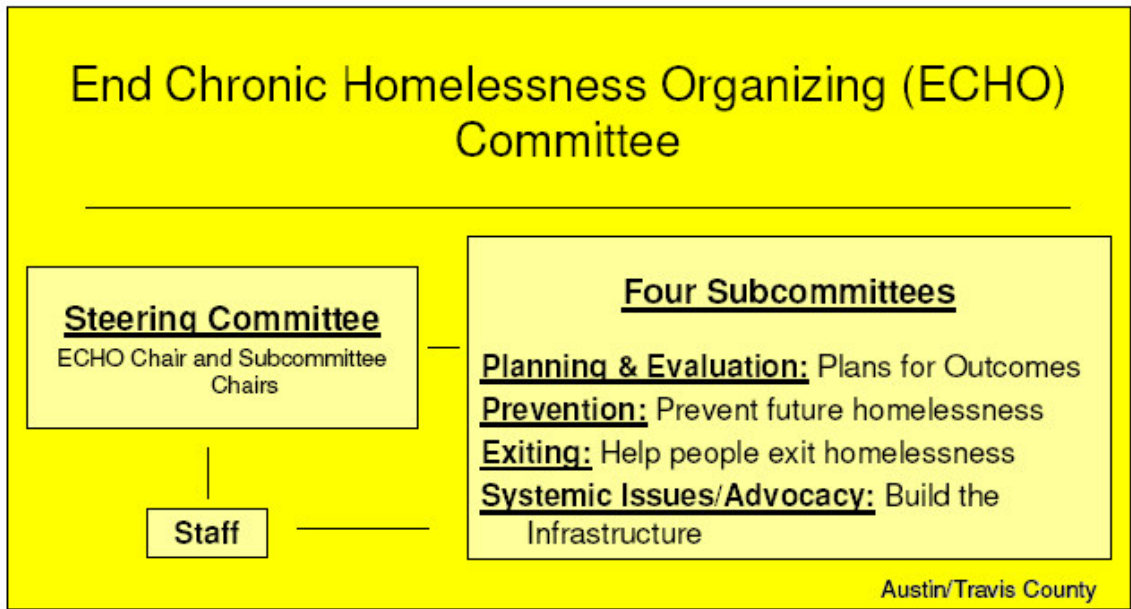 End Chronic Homelessness Organizing (ECHO)
Committee
Steering Committee
ECHO Chair and Subcommittee
Chairs
Staff
Four Subcommittees
Planning & Evaluation: Plans for Outcomes
Prevention: Prevent future homelessness
Exiting: Help people exit homelessness
Systemic Issues/Advocacy: Build the
Infrastructure
Austin/Travis County